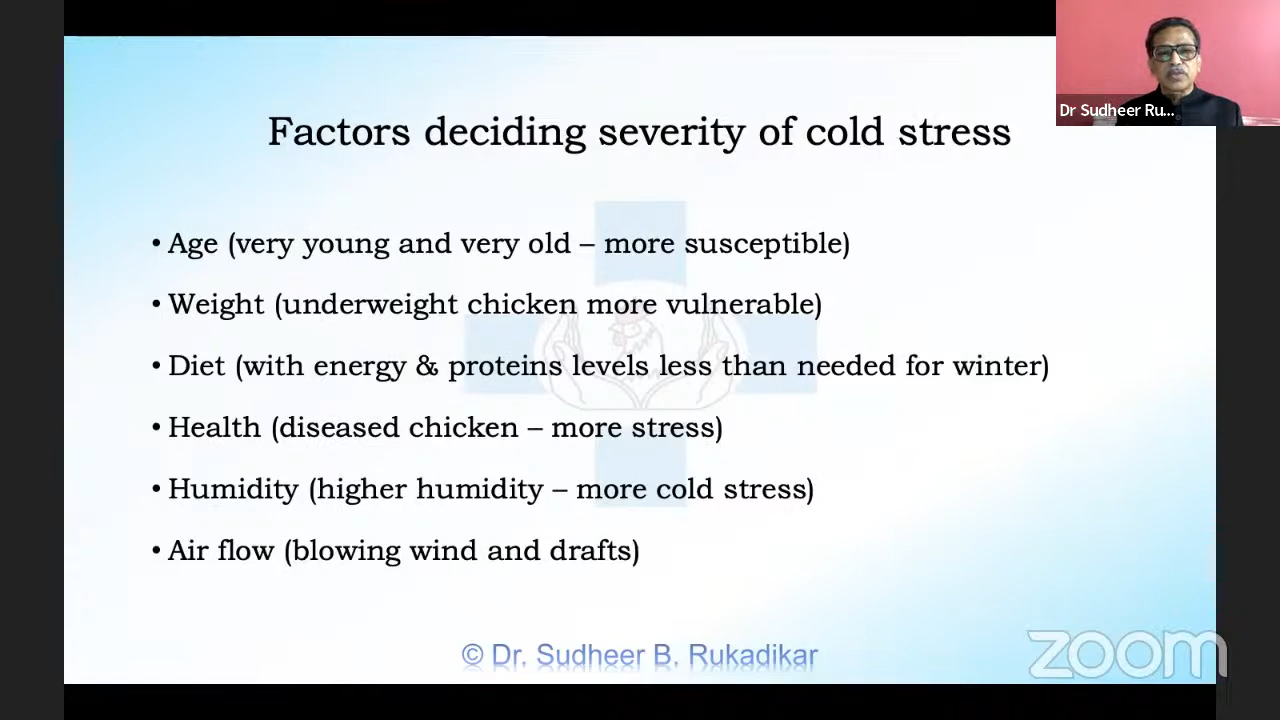 Dr Sudheer Ru...
Factors deciding severity of cold stress
• Age (very young and very old – more susceptible)
• Weight (underweight chicken more vulnerable)
• Diet (with energy & proteins levels less than needed for winter)
• Health (diseased chicken – more stress)
• Humidity (higher humidity – more cold stress)
• Air flow (blowing wind and drafts)
© Dr. Sudheer B. Rukadikar
zoom